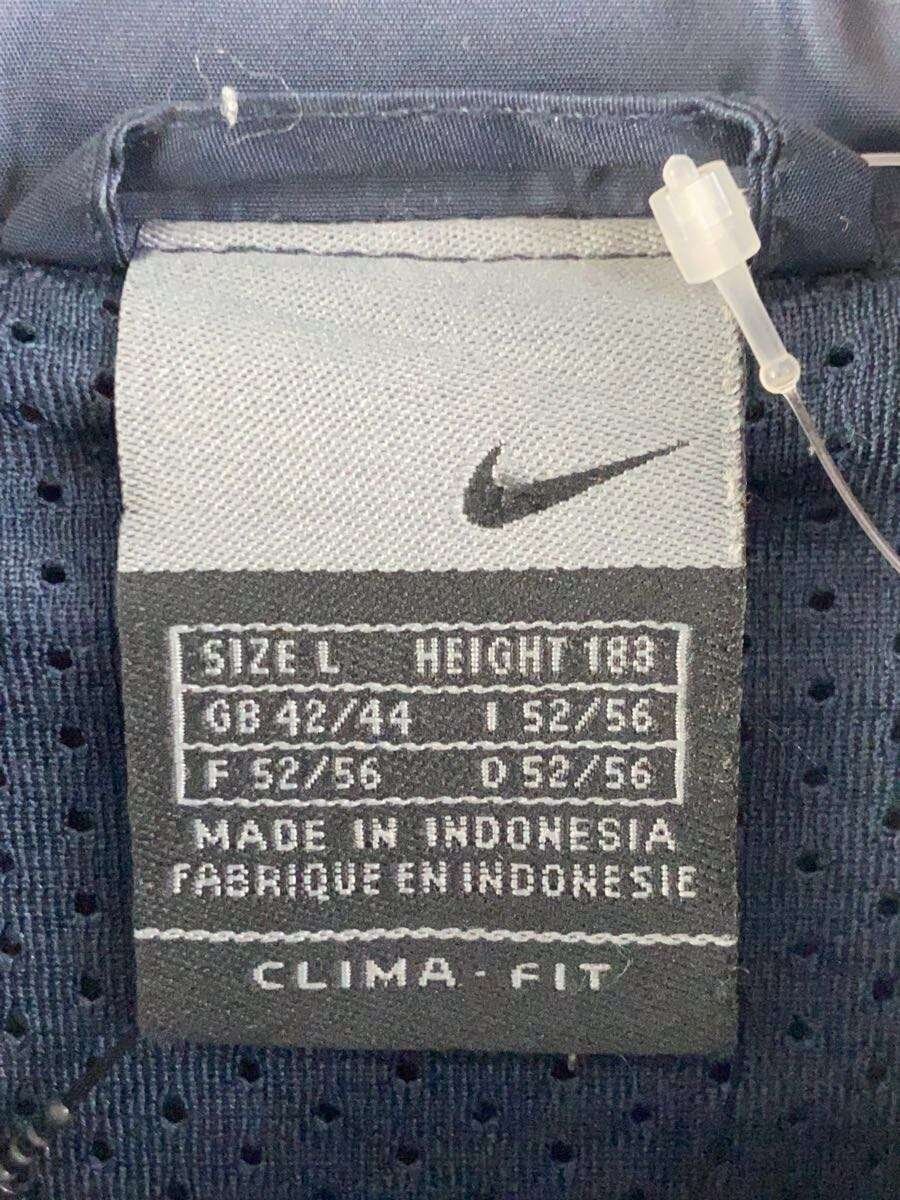 SIZE L HEIGHT 183
GB 42/44 I 52/56
F 52/56 D 52/56
MADE IN INDONESIA
FABRIQUE EN INDONESIE
CLIMA - FIT